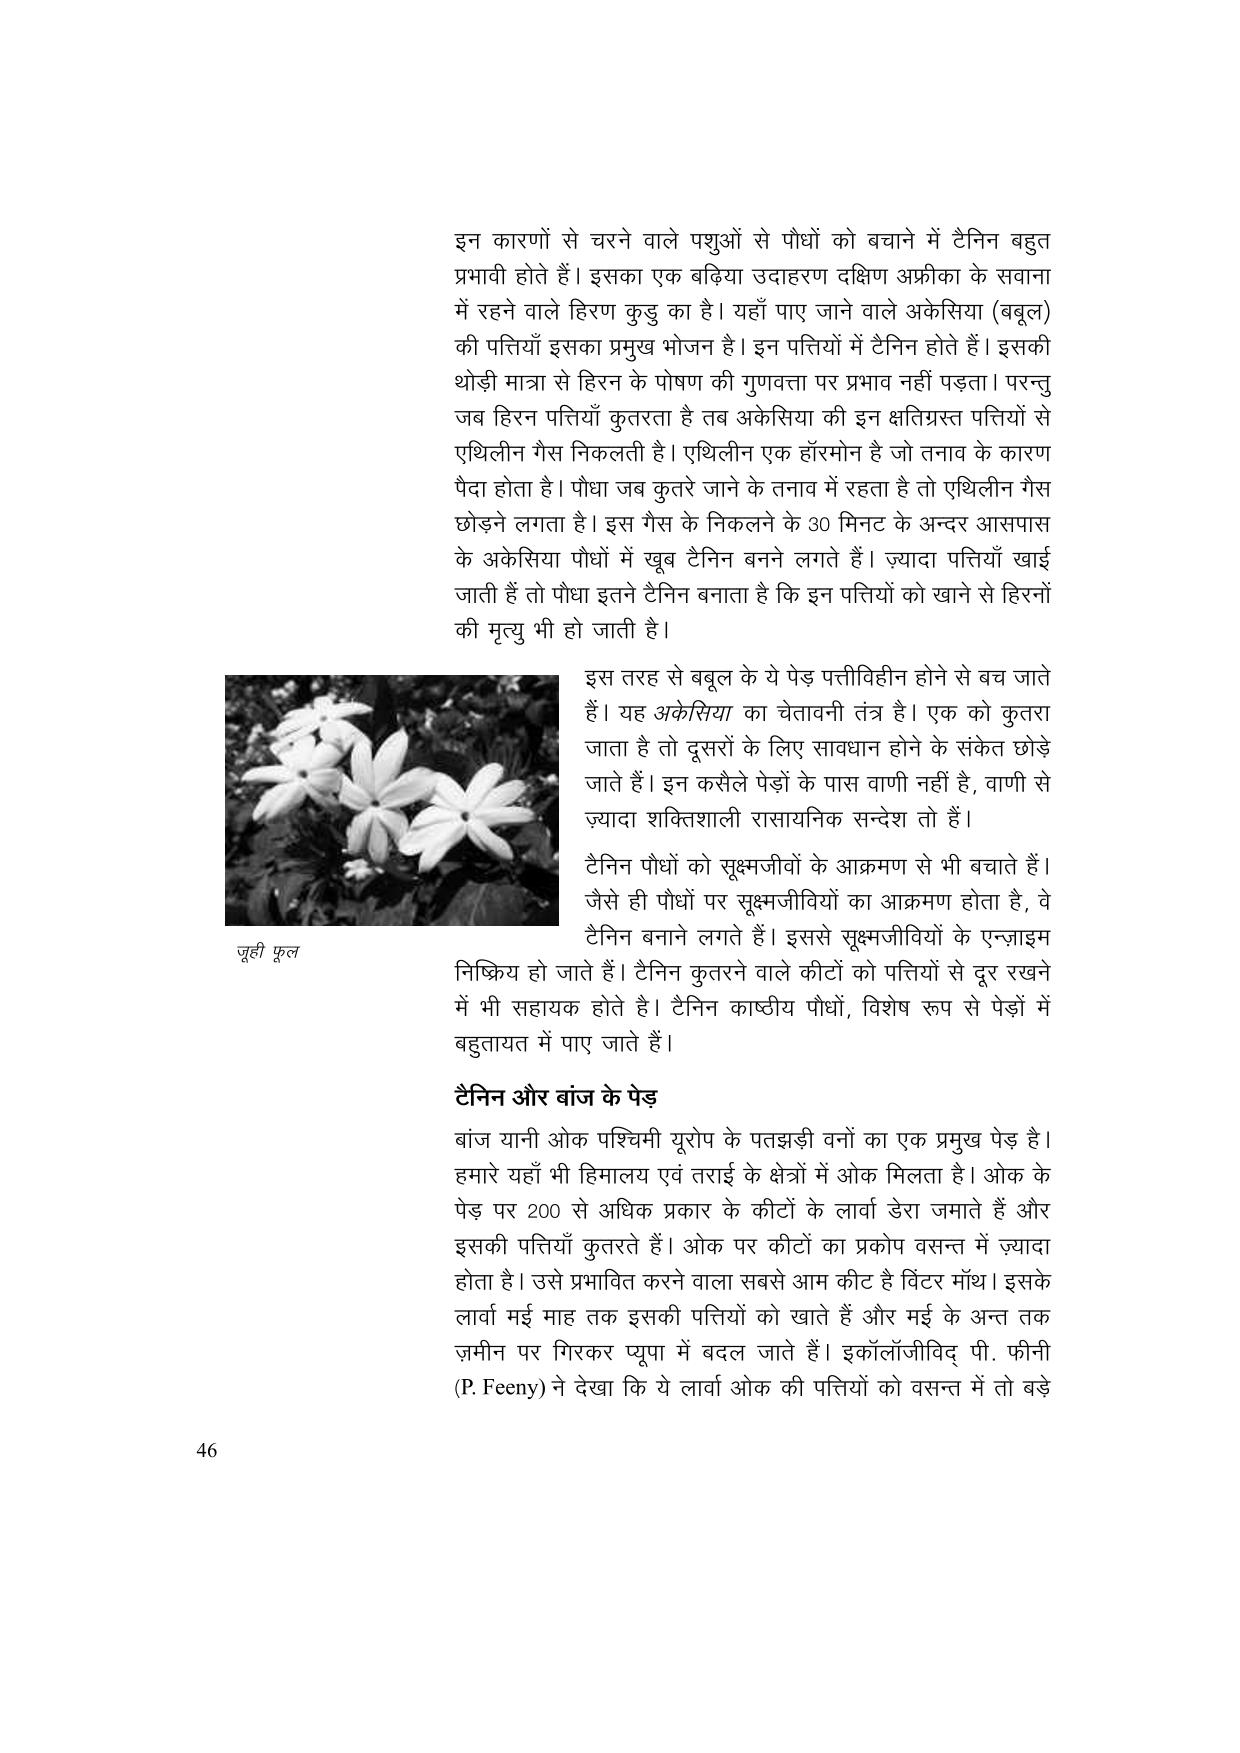 इन कारणों से चरने वाले पशुओं से पौधों को बचाने में टैनिन बहुत
प्रभावी होते हैं। इसका एक बढ़िया उदाहरण दक्षिण अफ्रीका के सवाना
में रहने वाले हिरण कुडु का है। यहाँ पाए जाने वाले अकेसिया (बबूल)
की पत्तियाँ इसका प्रमुख भोजन है। इन पत्तियों में टैनिन होते हैं। इसकी
थोड़ी मात्रा से हिरन के पोषण की गुणवत्ता पर प्रभाव नहीं पड़ता। परन्तु
जब हिरन पत्तियाँ कुतरता है तब अकेसिया की इन क्षतिग्रस्त पत्तियों से
एथिलीन गैस निकलती है। एथिलीन एक हॉरमोन है जो तनाव के कारण
पैदा होता है। पौधा जब कुतरे जाने के तनाव में रहता है तो एथिलीन गैस
छोड़ने लगता है। इस गैस के निकलने के 30 मिनट के अन्दर आसपास
के अकेसिया पौधों में खूब टैनिन बनने लगते हैं। ज़्यादा पत्तियाँ खाई
जाती हैं तो पौधा इतने टैनिन बनाता है कि इन पत्तियों को खाने से हिरनों
की मृत्यु भी हो जाती है।
इस तरह से बबूल के ये पेड़ पत्तीविहीन होने से बच जाते
हैं। यह अकेसिया का चेतावनी तंत्र है। एक को कुतरा
जाता है तो दूसरों के लिए सावधान होने के संकेत छोड़े
जाते हैं। इन कसैले पेड़ों के पास वाणी नहीं है, वाणी से
ज़्यादा शक्तिशाली रासायनिक सन्देश तो हैं।
टैनिन पौधों को सूक्ष्मजीवों के आक्रमण से भी बचाते हैं।
जैसे ही पौधों पर सूक्ष्मजीवियों का आक्रमण होता है, वे
टैनिन बनाने लगते हैं। इससे सूक्ष्मजीवियों के एन्ज़ाइम
जूही फूल
निष्क्रिय हो जाते हैं। टैनिन कुतरने वाले कीटों को पत्तियों से दूर रखने
में भी सहायक होते है। टैनिन काष्ठीय पौधों, विशेष रूप से पेड़ों में
बहुतायत में पाए जाते हैं।
टैनिन और बांज के पेड़
बांज यानी ओक पश्चिमी यूरोप के पतझड़ी वनों का एक प्रमुख पेड़ है।
हमारे यहाँ भी हिमालय एवं तराई के क्षेत्रों में ओक मिलता है। ओक के
पेड़ पर 200 से अधिक प्रकार के कीटों के लार्वा डेरा जमाते हैं और
इसकी पत्तियाँ कुतरते हैं। ओक पर कीटों का प्रकोप वसन्त में ज़्यादा
होता है। उसे प्रभावित करने वाला सबसे आम कीट है विंटर मॉथ। इसके
लार्वा मई माह तक इसकी पत्तियों को खाते हैं और मई के अन्त तक
ज़मीन पर गिरकर प्यूपा में बदल जाते हैं। इकॉलॉजीविद् पी. फीनी
(P. Feeny) ने देखा कि ये लार्वा ओक की पत्तियों को वसन्त में तो बड़े
46